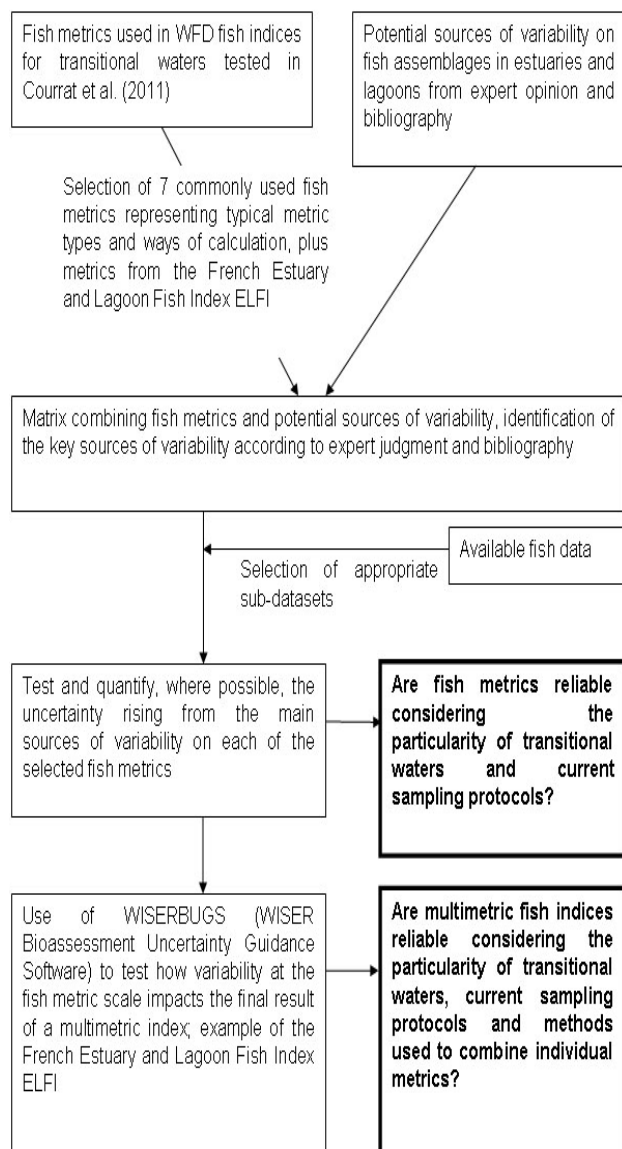 Fish metrics used in WFD fish indices
for transitional waters tested in
Courrat et al. (2011)
Potential sources of variability on
fish assemblages in estuaries and
lagoons from expert opinion and
bibliography
Selection of 7 commonly used fish
metrics representing typical metric
types and ways of calculation, plus
metrics from the French Estuary
and Lagoon Fish Index ELFI
Matrix combining fish metrics and potential sources of variability, identification of
the key sources of variability according to expert judgment and bibliography
Available fish data
Selection of appropriate
sub-datasets
Test and quantify, where possible, the
uncertainty rising from the main
sources of variability on each of the
selected fish metrics
Are fish metrics reliable
considering the
particularity of transitional
waters and current
sampling protocols?
Use of WISERBUGS (WISER
Bioassessment Uncertainty Guidance
Software) to test how variability at the
fish metric scale impacts the final result
of a multimetric index; example of the
French Estuary and Lagoon Fish Index
ELFI
Are multimetric fish indices
reliable considering the
particularity of transitional
waters, current sampling
protocols and methods
used to combine individual
metrics?